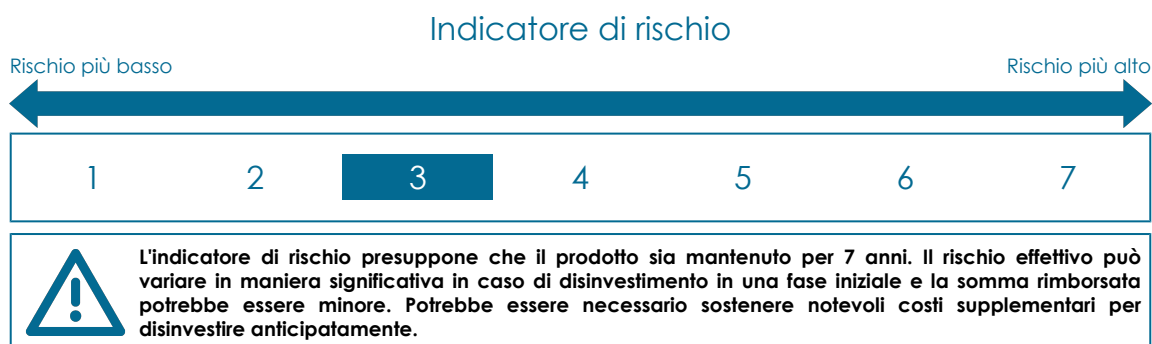 Indicatore di rischio
Rischio più basso
Rischio più alto
1 2 3 4 5 6 7
L'indicatore di rischio presuppone che il prodotto sia mantenuto per 7 anni. Il rischio effettivo può
variare in maniera significativa in caso di disinvestimento in una fase iniziale e la somma rimborsata
potrebbe essere minore. Potrebbe essere necessario sostenere notevoli costi supplementari per
disinvestire anticipatamente.